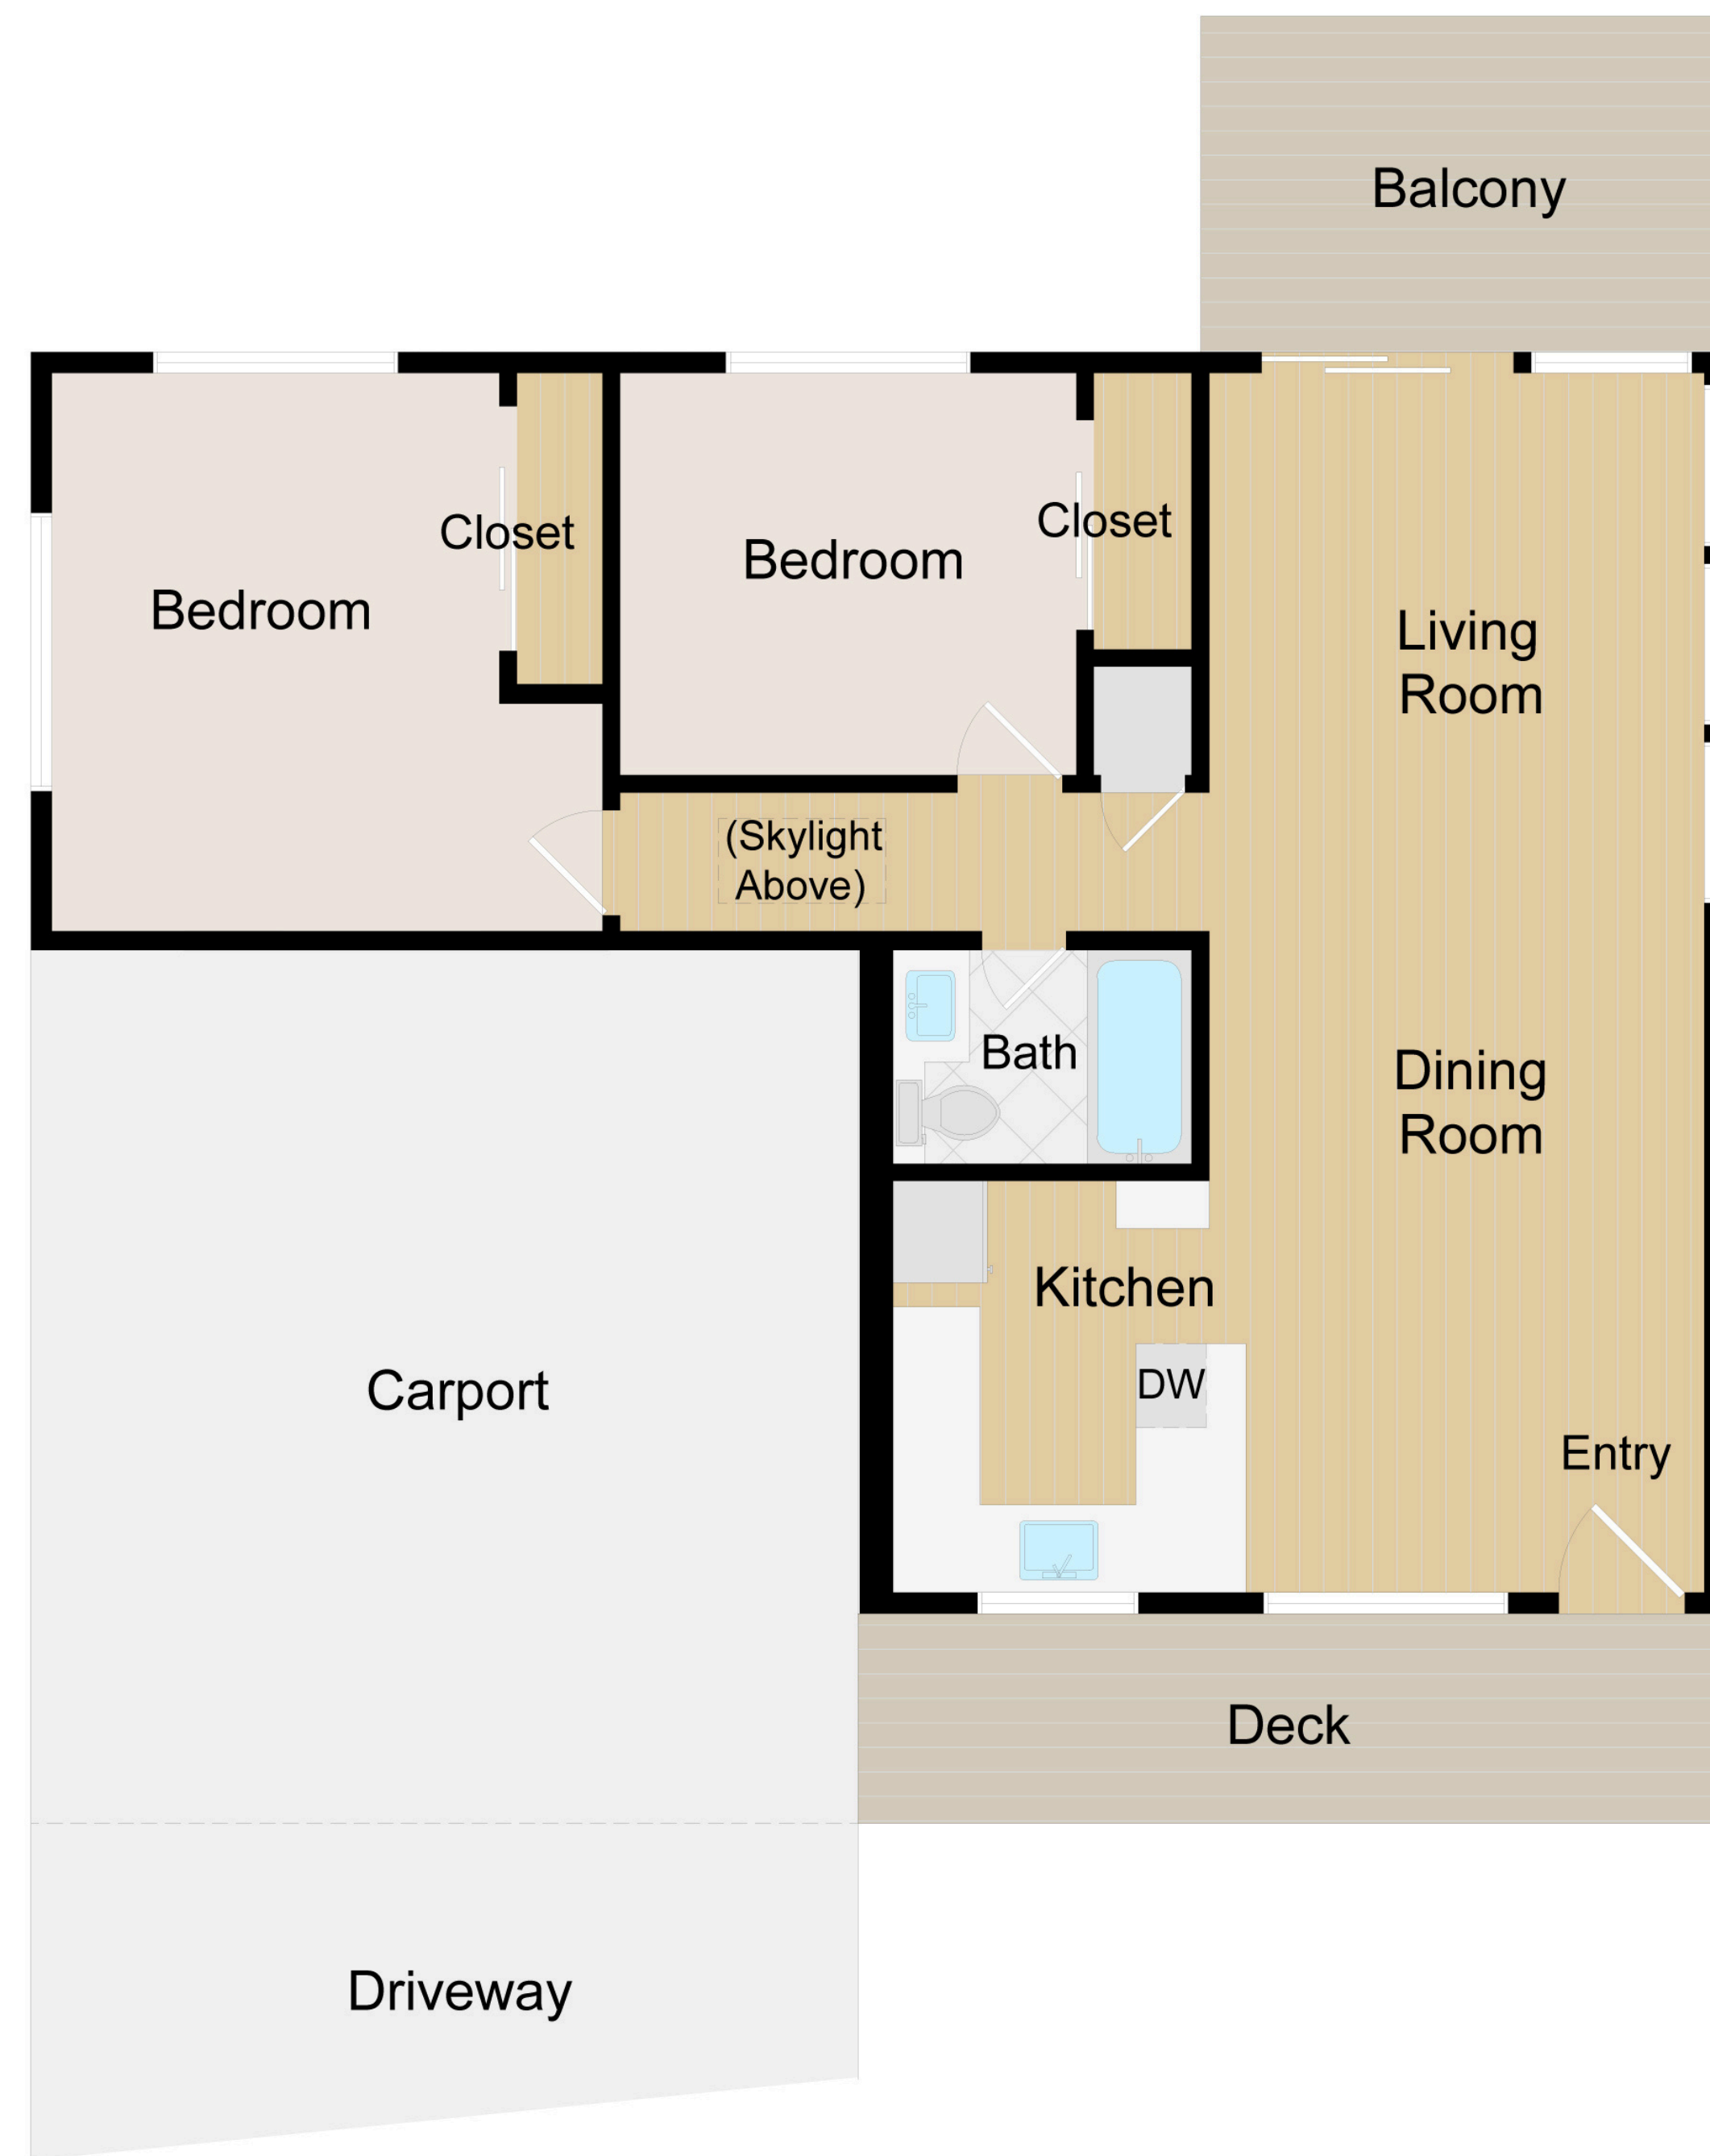 Balcony
Closet
Closet
Bedroom
Bedroom
Living
Room
(Skylight
Above)
Bath
Dining
Room
Kitchen
DW
Carport
Entry
Deck
Driveway